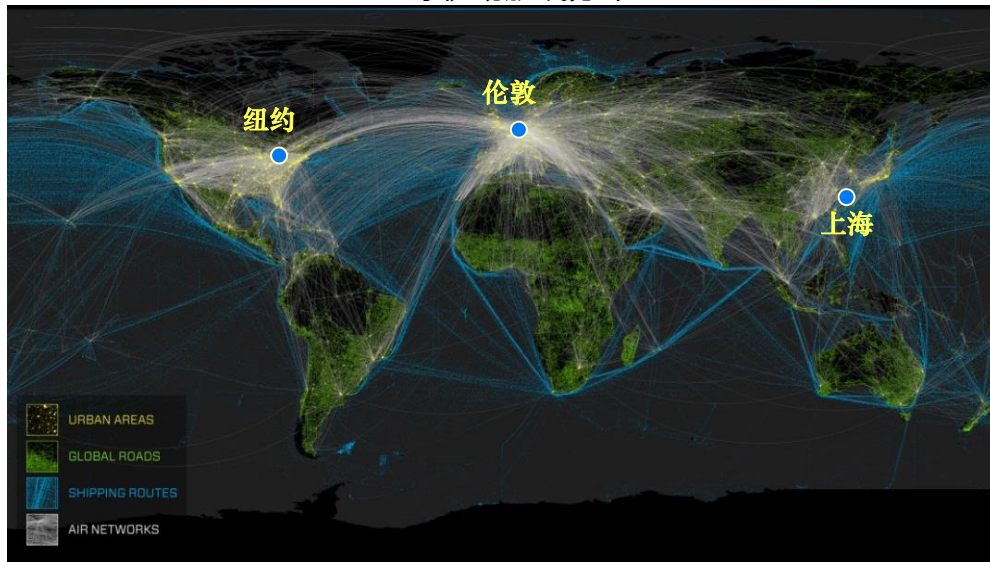 伦敦
纽约
上海
URBAN AREAS
GLOBAL ROADS
SHIPPING ROUTES
AIR NETWORKS